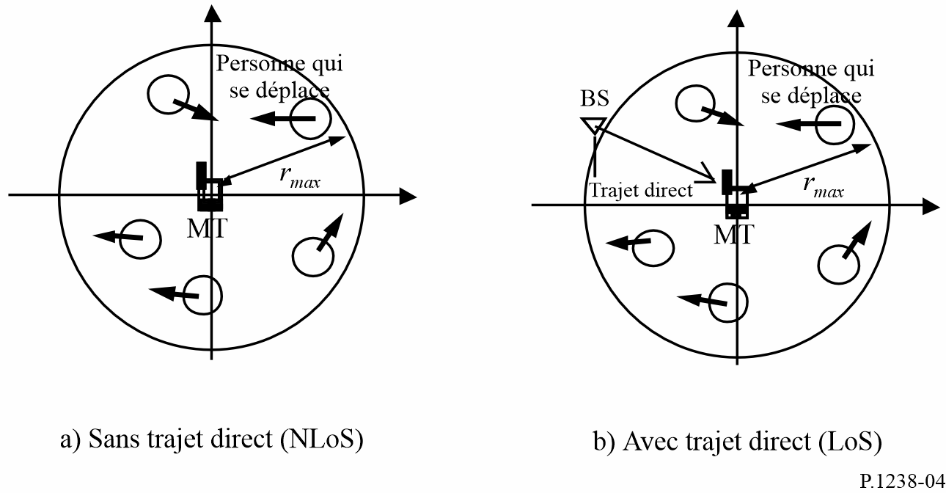 Personne qui
se déplace
r_max
MT
a) Sans trajet direct (NLoS)
Personne qui
se déplace
BS
Trajet direct
r_max
MT
b) Avec trajet direct (LoS)
P.1238-04